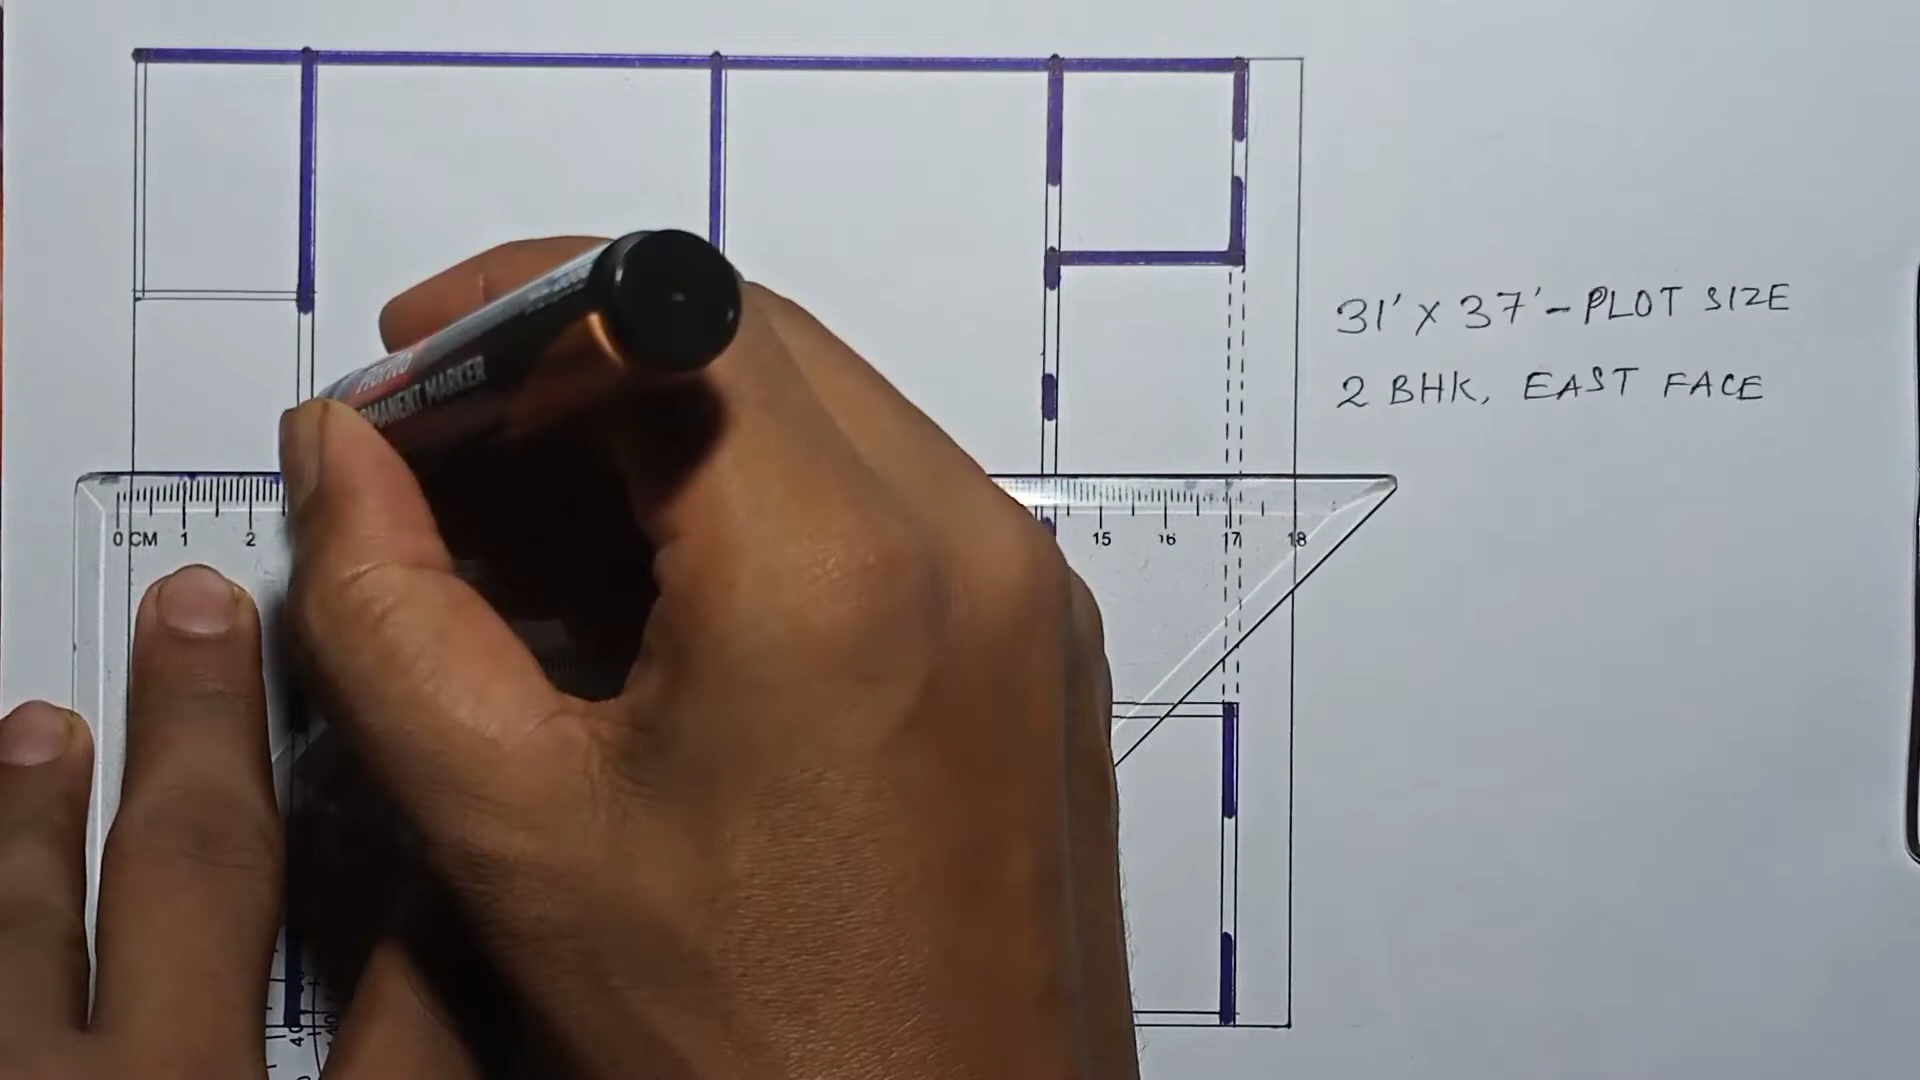 31' X 37' - PLOT SIZE
2 BHK, EAST FACE
PERMANENT MARKER
0 CM 1 2 15 16 17 18